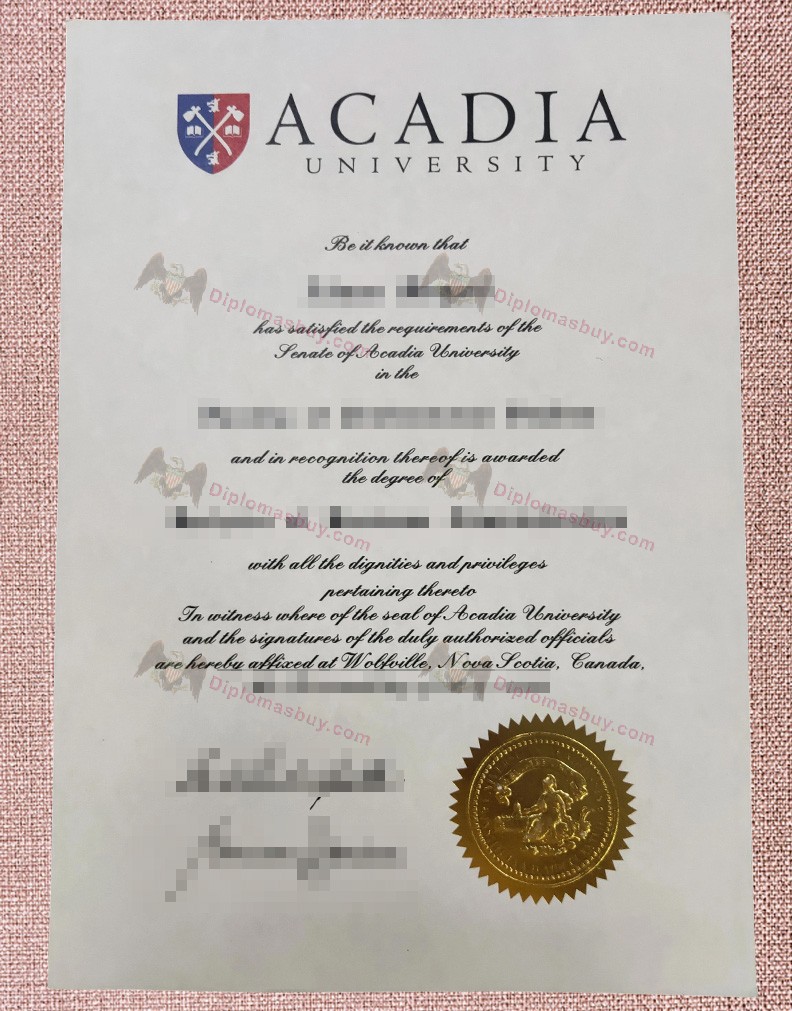 ACADIA
UNIVERSITY
Be it known that
has satisfied the requirements of the
Senate of Acadia University
in the
and in recognition thereof is awarded
the degree of
with all the dignities and privileges
pertaining thereto
In witness where of the seal of Acadia University
and the signatures of the duly authorized officials
are hereby affixed at Wolfville, Nova Scotia, Canada,
Diplomasbuy.com
Diplomasbuy.com
Diplomasbuy.com
Diplomasbuy.com
Diplomasbuy.com
Diplomasbuy.com